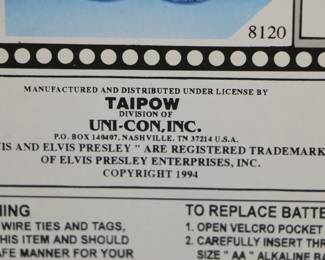 8120
MANUFACTURED AND DISTRIBUTED UNDER LICENSE BY
TAIPOW
DIVISION OF
UNI-CON,INC.
P.O. BOX 140407, NASHVILLE, TN 37214 U.S.A.
IS AND ELVIS PRESLEY " ARE REGISTERED TRADEMARK
OF ELVIS PRESLEY ENTERPRISES, INC.
COPYRIGHT 1994
NING
WIRE TIES AND TAGS,
HIS ITEM AND SHOULD
AFE MANNER FOR YOUR
TO REPLACE BATTE
1. OPEN VELCRO POCKET
2. CAREFULLY INSERT THR
SIZE " AA " ALKALINE BA